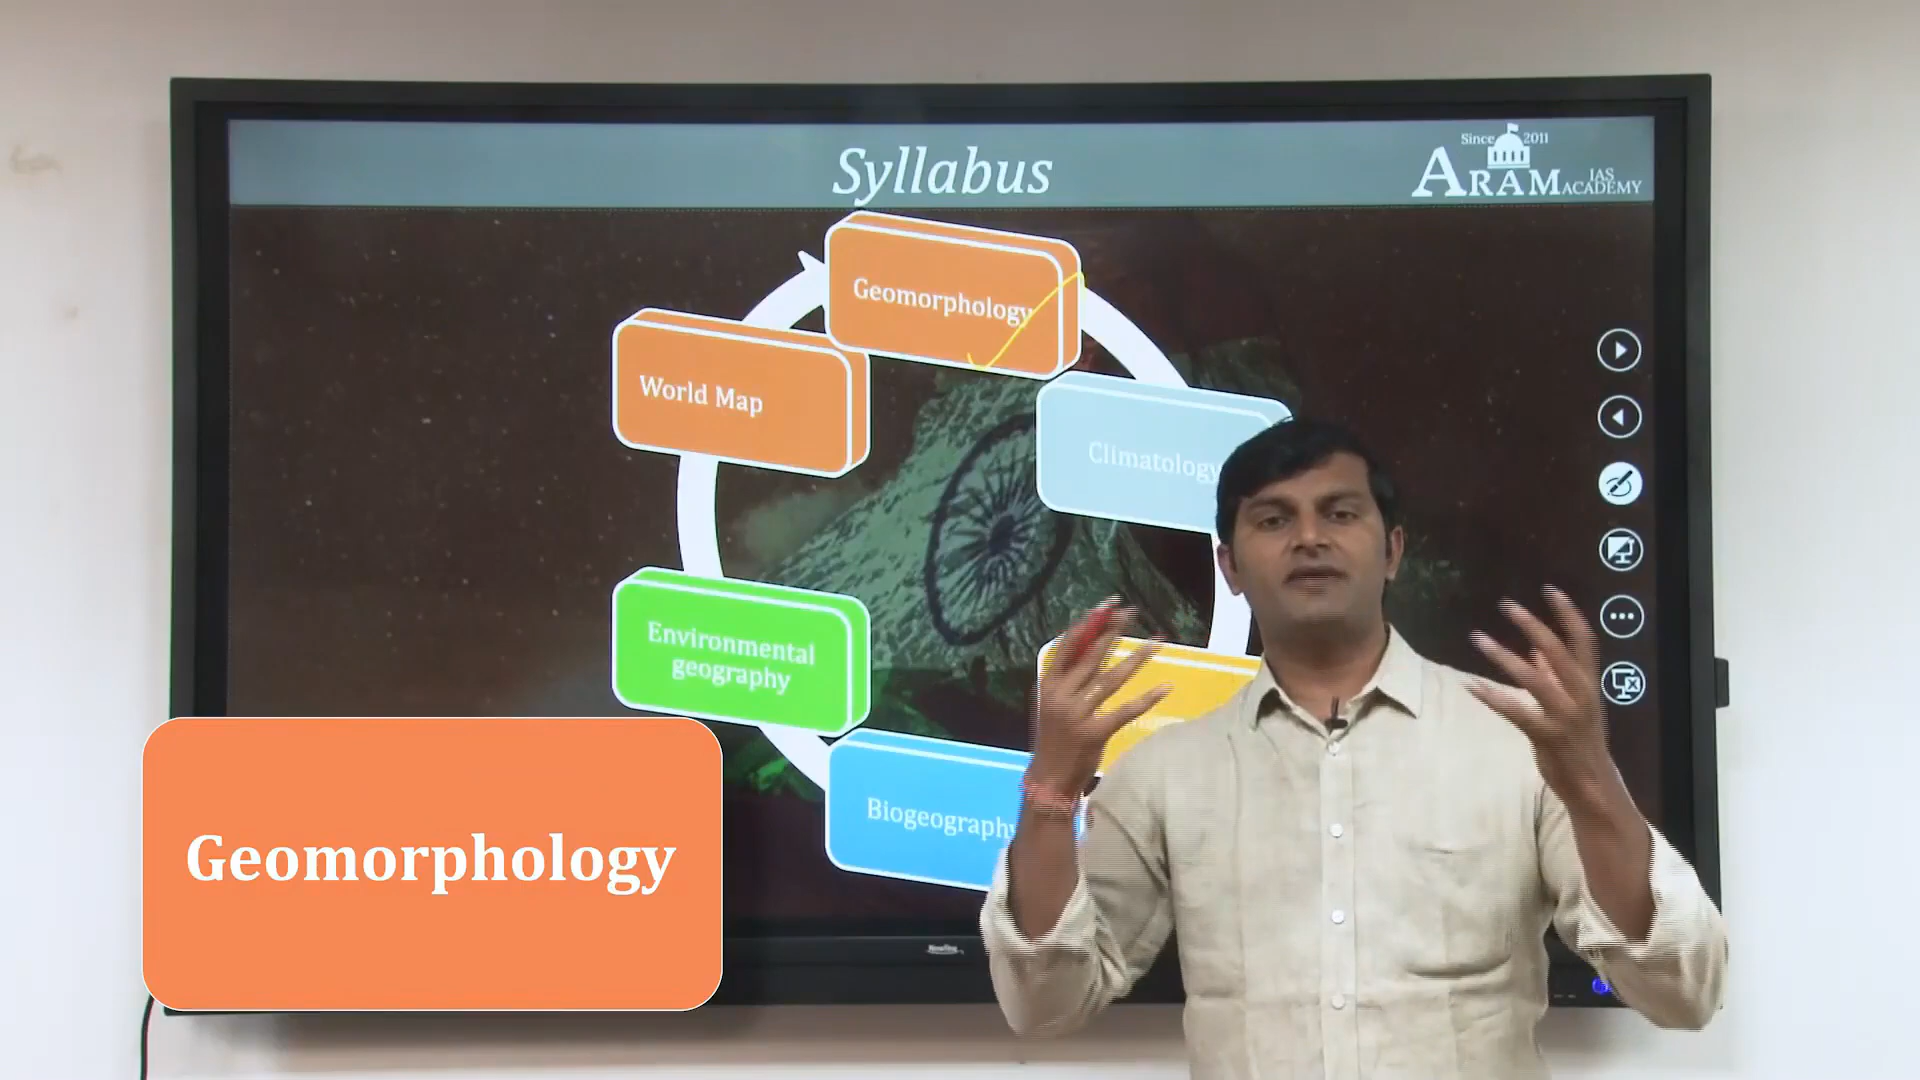 Syllabus
Since 2011
ARAM IAS ACADEMY
Geomorphology
World Map
Climatology
Environmental
geography
Biogeography
Geomorphology